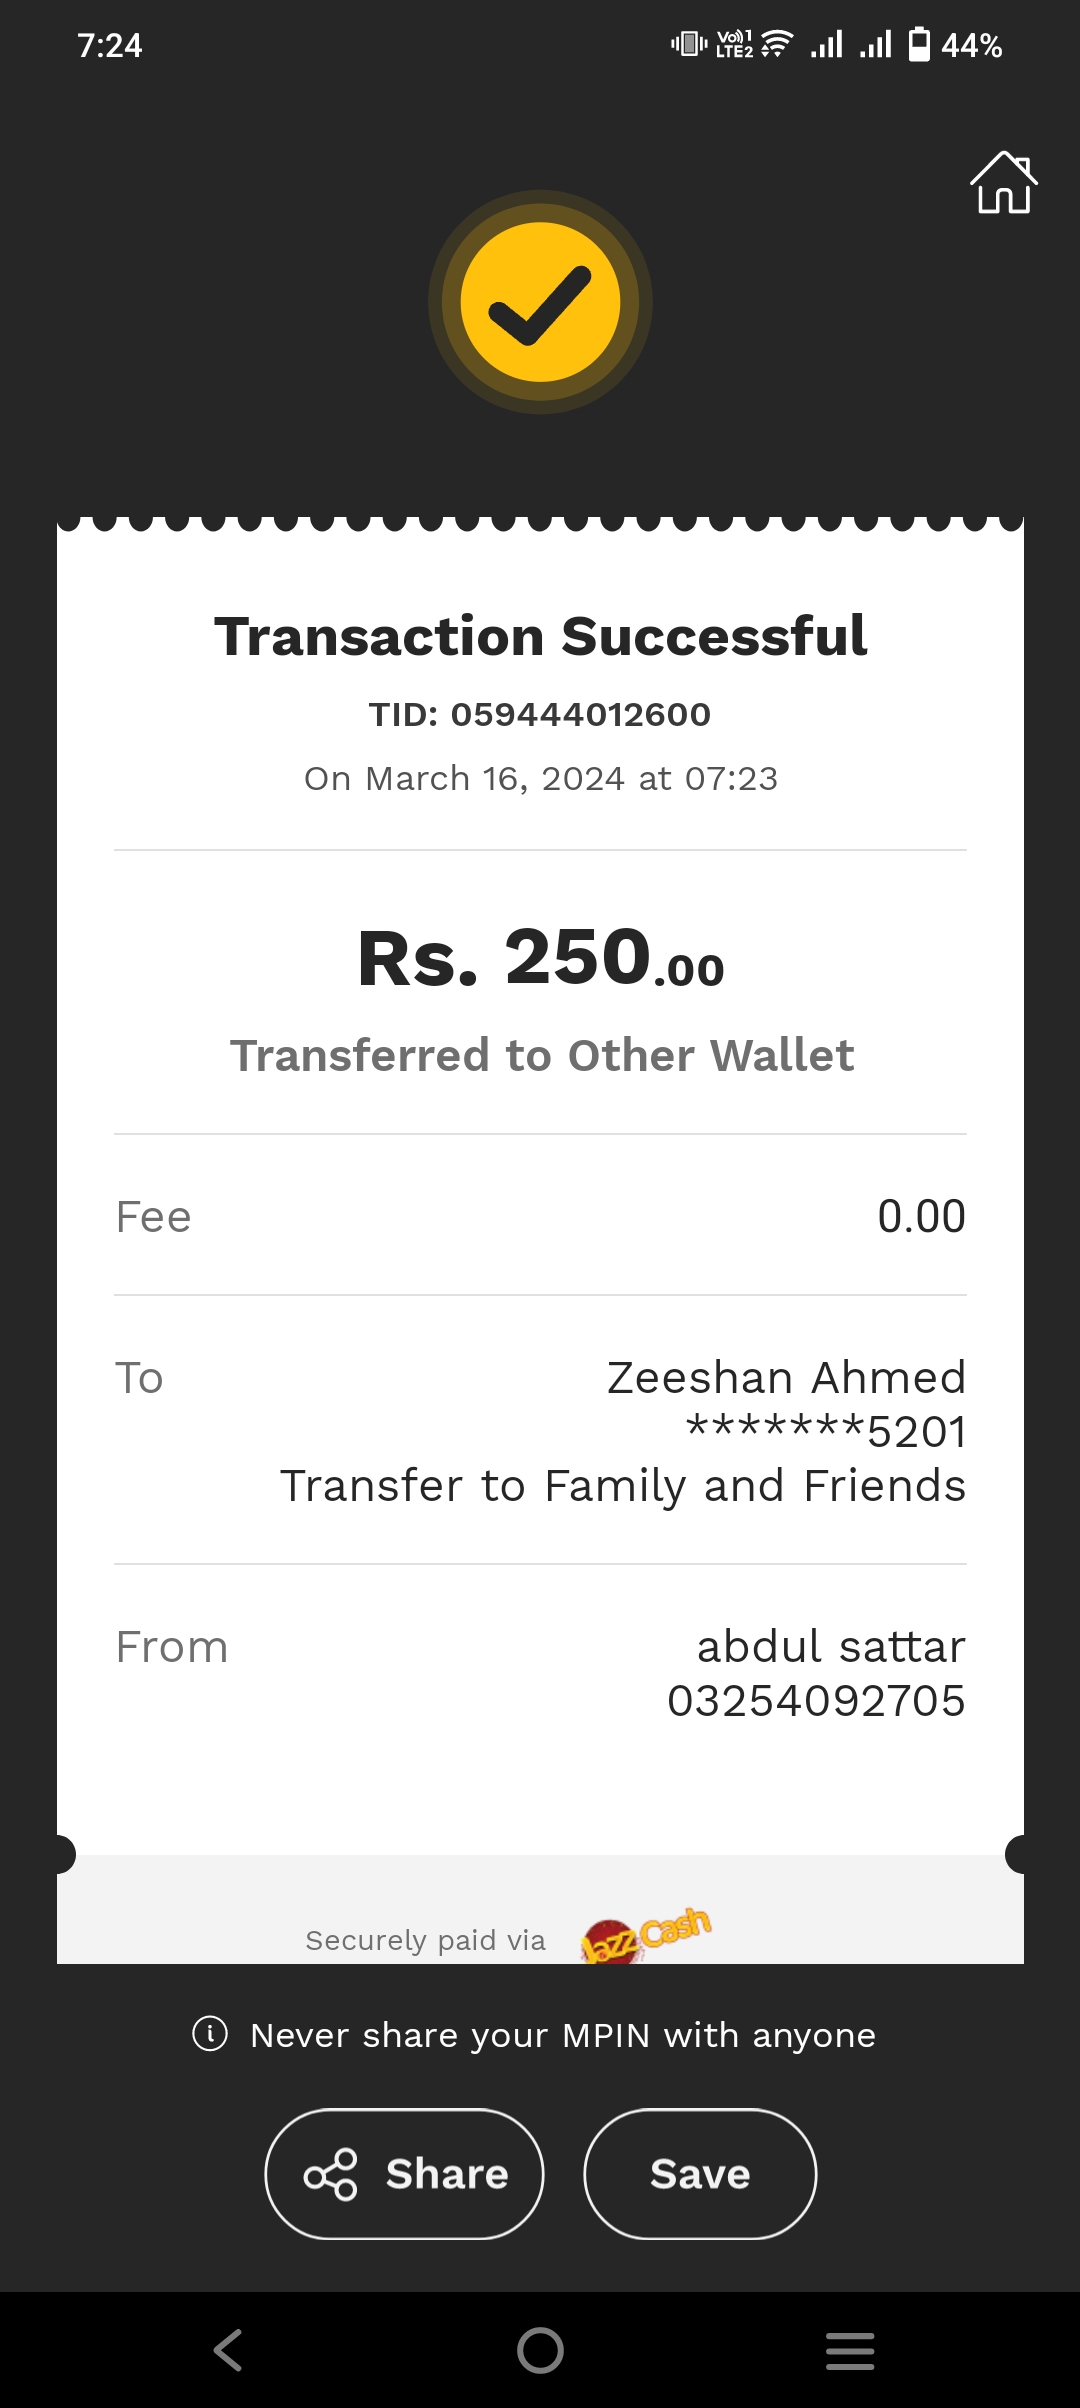 7:24
Vo)) 1
LTE2
44%
Transaction Successful
TID: 059444012600
On March 16, 2024 at 07:23
Rs. 250.00
Transferred to Other Wallet
Fee 0.00
To Zeeshan Ahmed
*******5201
Transfer to Family and Friends
From abdul sattar
03254092705
Securely paid via JazzCash
Never share your MPIN with anyone
Share Save